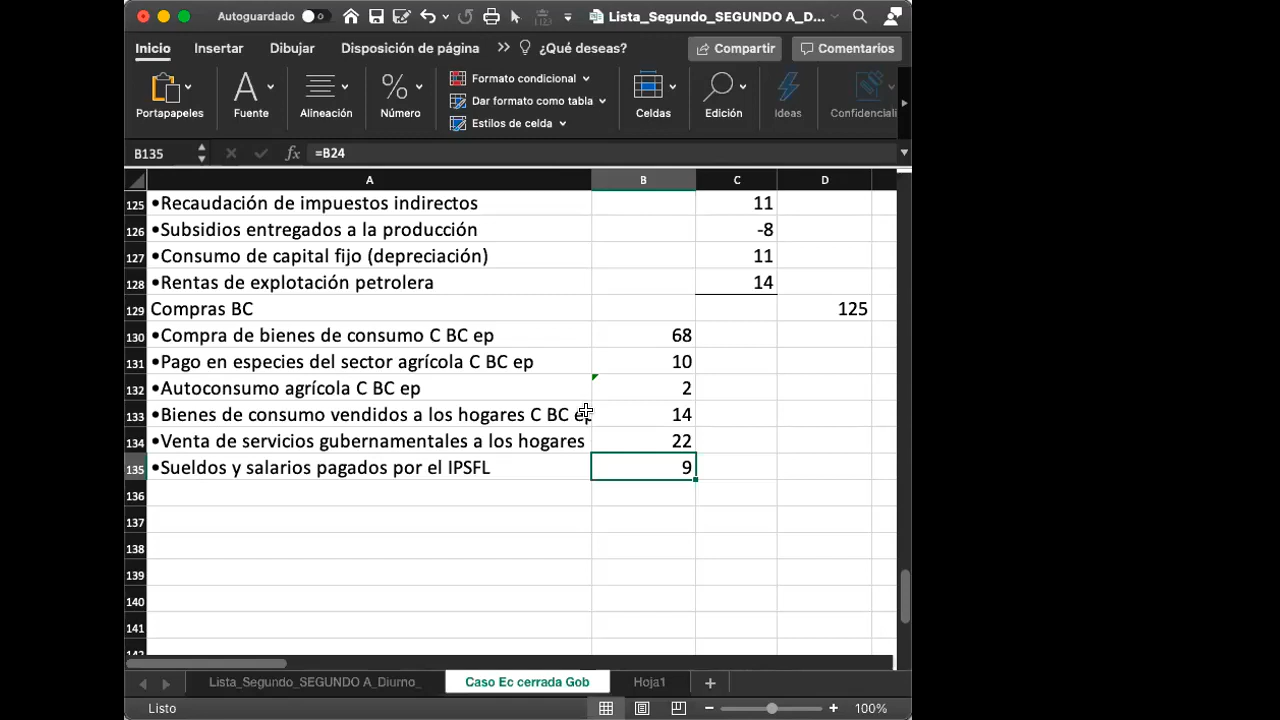 Autoguardado
Lista_Segundo_SEGUNDO A_D...
Inicio Insertar Dibujar Disposición de página >> ¿Qué deseas? Compartir Comentarios
Portapapeles Fuente Alineación Número Formato condicional Dar formato como tabla Estilos de celda Celdas Edición Ideas Confidenciali
B135 fx =B24
A B C D
125 •Recaudación de impuestos indirectos 11
126 •Subsidios entregados a la producción -8
127 •Consumo de capital fijo (depreciación) 11
128 •Rentas de explotación petrolera 14
129 Compras BC 125
130 •Compra de bienes de consumo C BC ep 68
131 •Pago en especies del sector agrícola C BC ep 10
132 •Autoconsumo agrícola C BC ep 2
133 •Bienes de consumo vendidos a los hogares C BC ep 14
134 •Venta de servicios gubernamentales a los hogares 22
135 •Sueldos y salarios pagados por el IPSFL 9
136
137
138
139
140
141
Lista_Segundo_SEGUNDO A_Diurno_ Caso Ec cerrada Gob Hoja1 +
Listo 100%